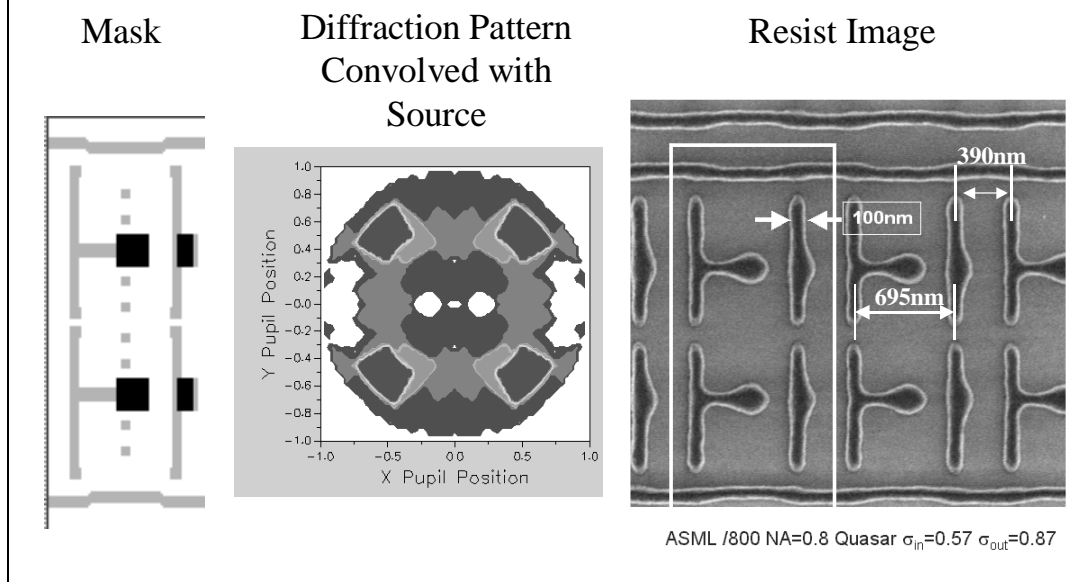 Mask
Diffraction Pattern
Convolved with
Source
Resist Image
1.0
0.8
0.6
0.4
0.2
0.0
−0.2
−0.4
−0.6
−0.8
−1.0
Y Pupil Position
−1.0
−0.5
0.0
0.5
1.0
X Pupil Position
390nm
100nm
695nm
ASML /800 NA=0.8 Quasar σin=0.57 σout=0.87